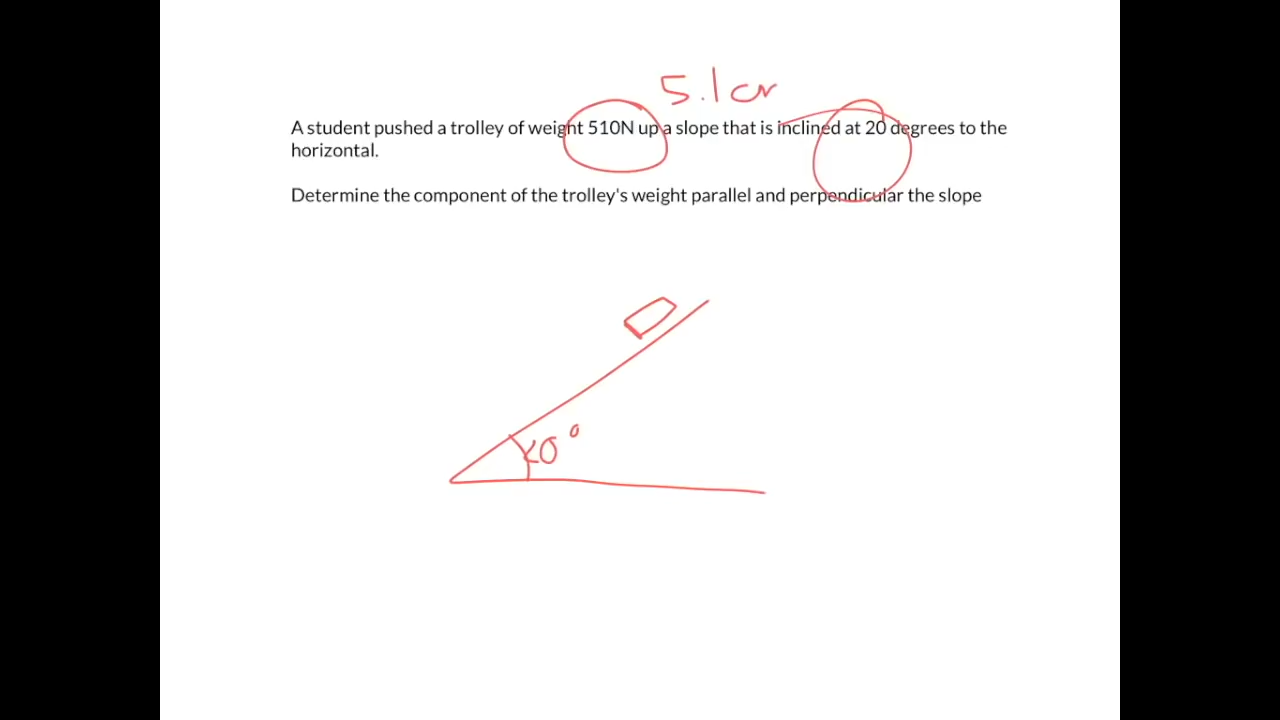 5.1cm
A student pushed a trolley of weight 510N up a slope that is inclined at 20 degrees to the
horizontal.
Determine the component of the trolley's weight parallel and perpendicular the slope
20°